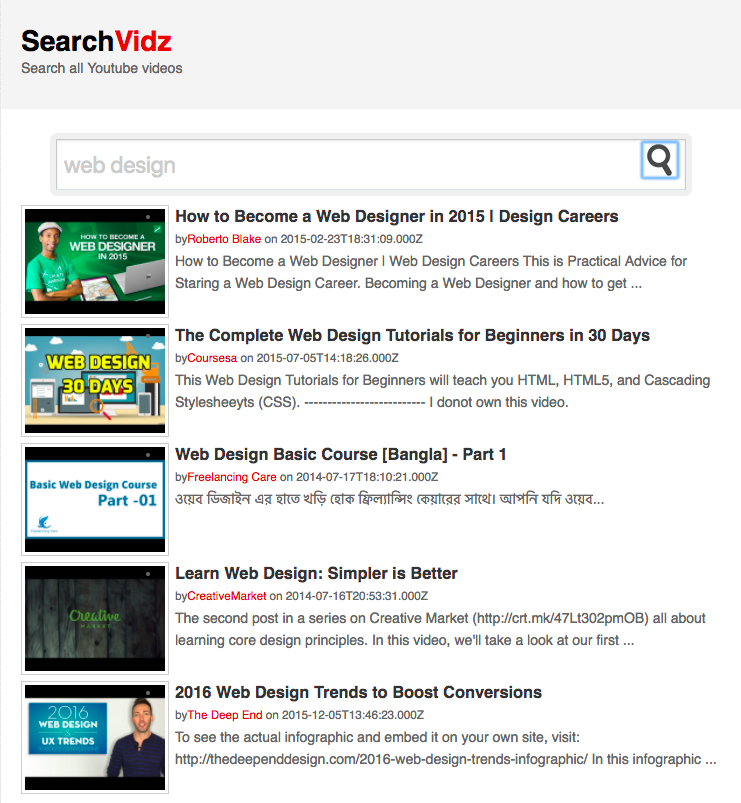 SearchVidz
Search all Youtube videos
web design
HOW TO BECOME A
WEB DESIGNER
IN 2015
How to Become a Web Designer in 2015 | Design Careers
byRoberto Blake on 2015-02-23T18:31:09.000Z
How to Become a Web Designer | Web Design Careers This is Practical Advice for
Staring a Web Design Career. Becoming a Web Designer and how to get ...
WEB DESIGN
30 DAYS
The Complete Web Design Tutorials for Beginners in 30 Days
byCoursesa on 2015-07-05T14:18:26.000Z
This Web Design Tutorials for Beginners will teach you HTML, HTML5, and Cascading
Stylesheeyts (CSS). -------------------------- I donot own this video.
Basic Web Design Course
Part -01
Web Design Basic Course [Bangla] - Part 1
byFreelancing Care on 2014-07-17T18:10:21.000Z
ওয়েব ডিজাইন এর হাতে খড়ি হোক ফ্রিল্যান্সিং কেয়ারের সাথে। আপনি যদি ওয়েব...
Creative
MARKET
Learn Web Design: Simpler is Better
byCreativeMarket on 2014-07-16T20:53:31.000Z
The second post in a series on Creative Market (http://crt.mk/47Lt302pmOB) all about
learning core design principles. In this video, we'll take a look at our first ...
2016
WEB DESIGN
UX TRENDS
2016 Web Design Trends to Boost Conversions
byThe Deep End on 2015-12-05T13:46:23.000Z
To see the actual infographic and embed it on your own site, visit:
http://thedeependdesign.com/2016-web-design-trends-infographic/ In this infographic ...